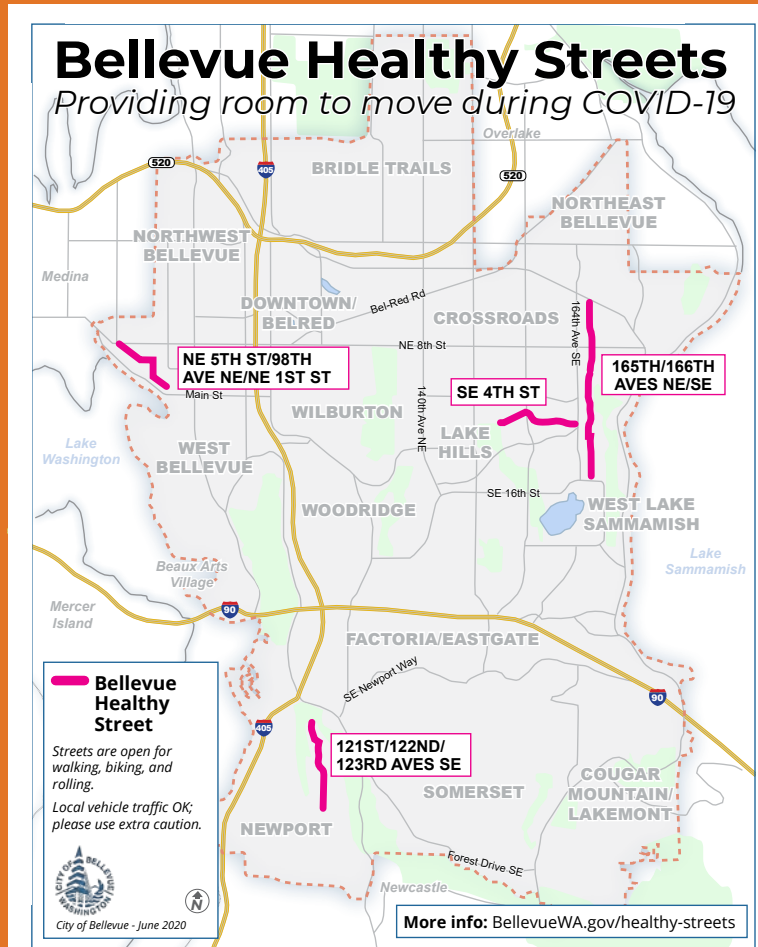 Bellevue Healthy Streets
Providing room to move during COVID-19
Overlake
520
405
BRIDLE TRAILS
520
NORTHEAST
BELLEVUE
NORTHWEST
BELLEVUE
Medina
DOWNTOWN/
BELRED
Bel-Red Rd
CROSSROADS
164th Ave SE
NE 8th St
NE 5TH ST/98TH
AVE NE/NE 1ST ST
165TH/166TH
AVES NE/SE
Main St
SE 4TH ST
140th Ave NE
WILBURTON
LAKE
HILLS
Lake
Washington
WEST
BELLEVUE
SE 16th St
WOODRIDGE
WEST LAKE
SAMMAMISH
Lake
Sammamish
Beaux Arts
Village
Mercer
Island
90
FACTORIA/EASTGATE
SE Newport Way
90
405
121ST/122ND/
123RD AVES SE
SOMERSET
COUGAR
MOUNTAIN/
LAKEMONT
NEWPORT
Forest Drive SE
Newcastle
Bellevue
Healthy
Street
Streets are open for
walking, biking, and
rolling.
Local vehicle traffic OK;
please use extra caution.
CITY OF BELLEVUE
WASHINGTON
N
City of Bellevue - June 2020
More info: BellevueWA.gov/healthy-streets